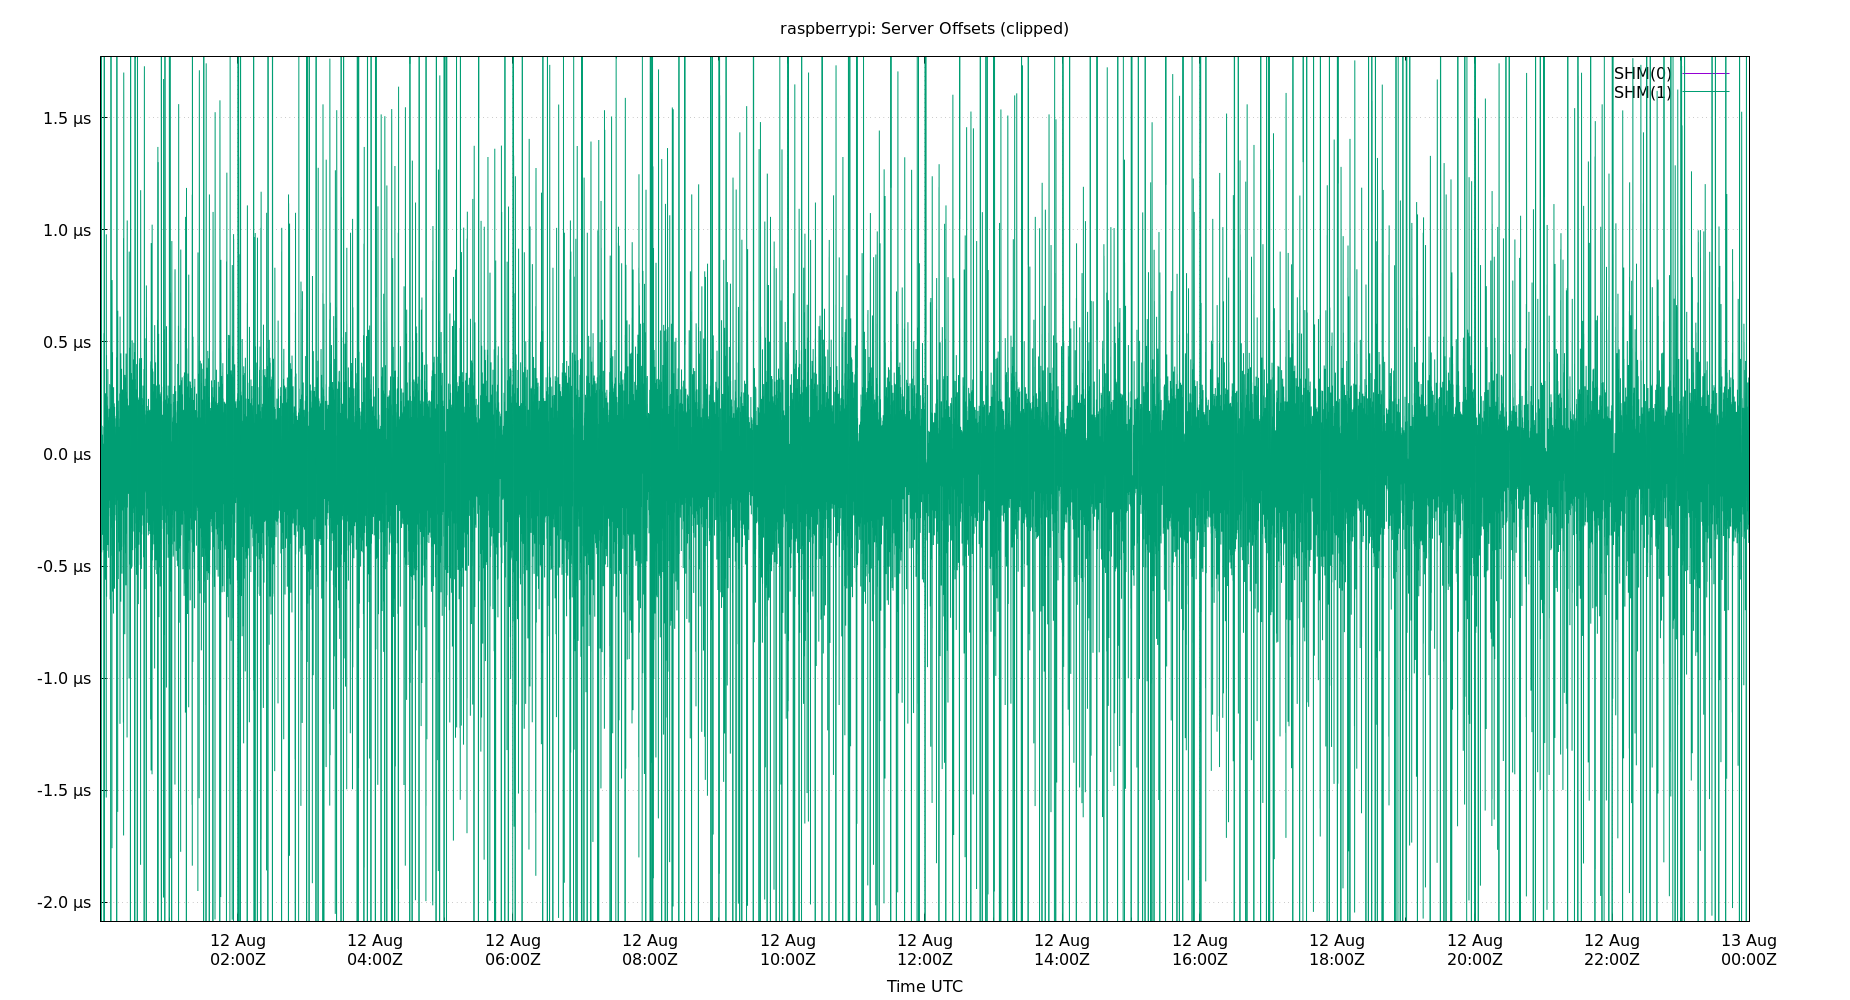 raspberrypi: Server Offsets (clipped)
SHM(0)
SHM(1)
1.5 µs
1.0 µs
0.5 µs
0.0 µs
-0.5 µs
-1.0 µs
-1.5 µs
-2.0 µs
12 Aug 12 Aug 12 Aug 12 Aug 12 Aug 12 Aug 12 Aug 12 Aug 12 Aug 12 Aug 12 Aug 13 Aug
02:00Z 04:00Z 06:00Z 08:00Z 10:00Z 12:00Z 14:00Z 16:00Z 18:00Z 20:00Z 22:00Z 00:00Z
Time UTC